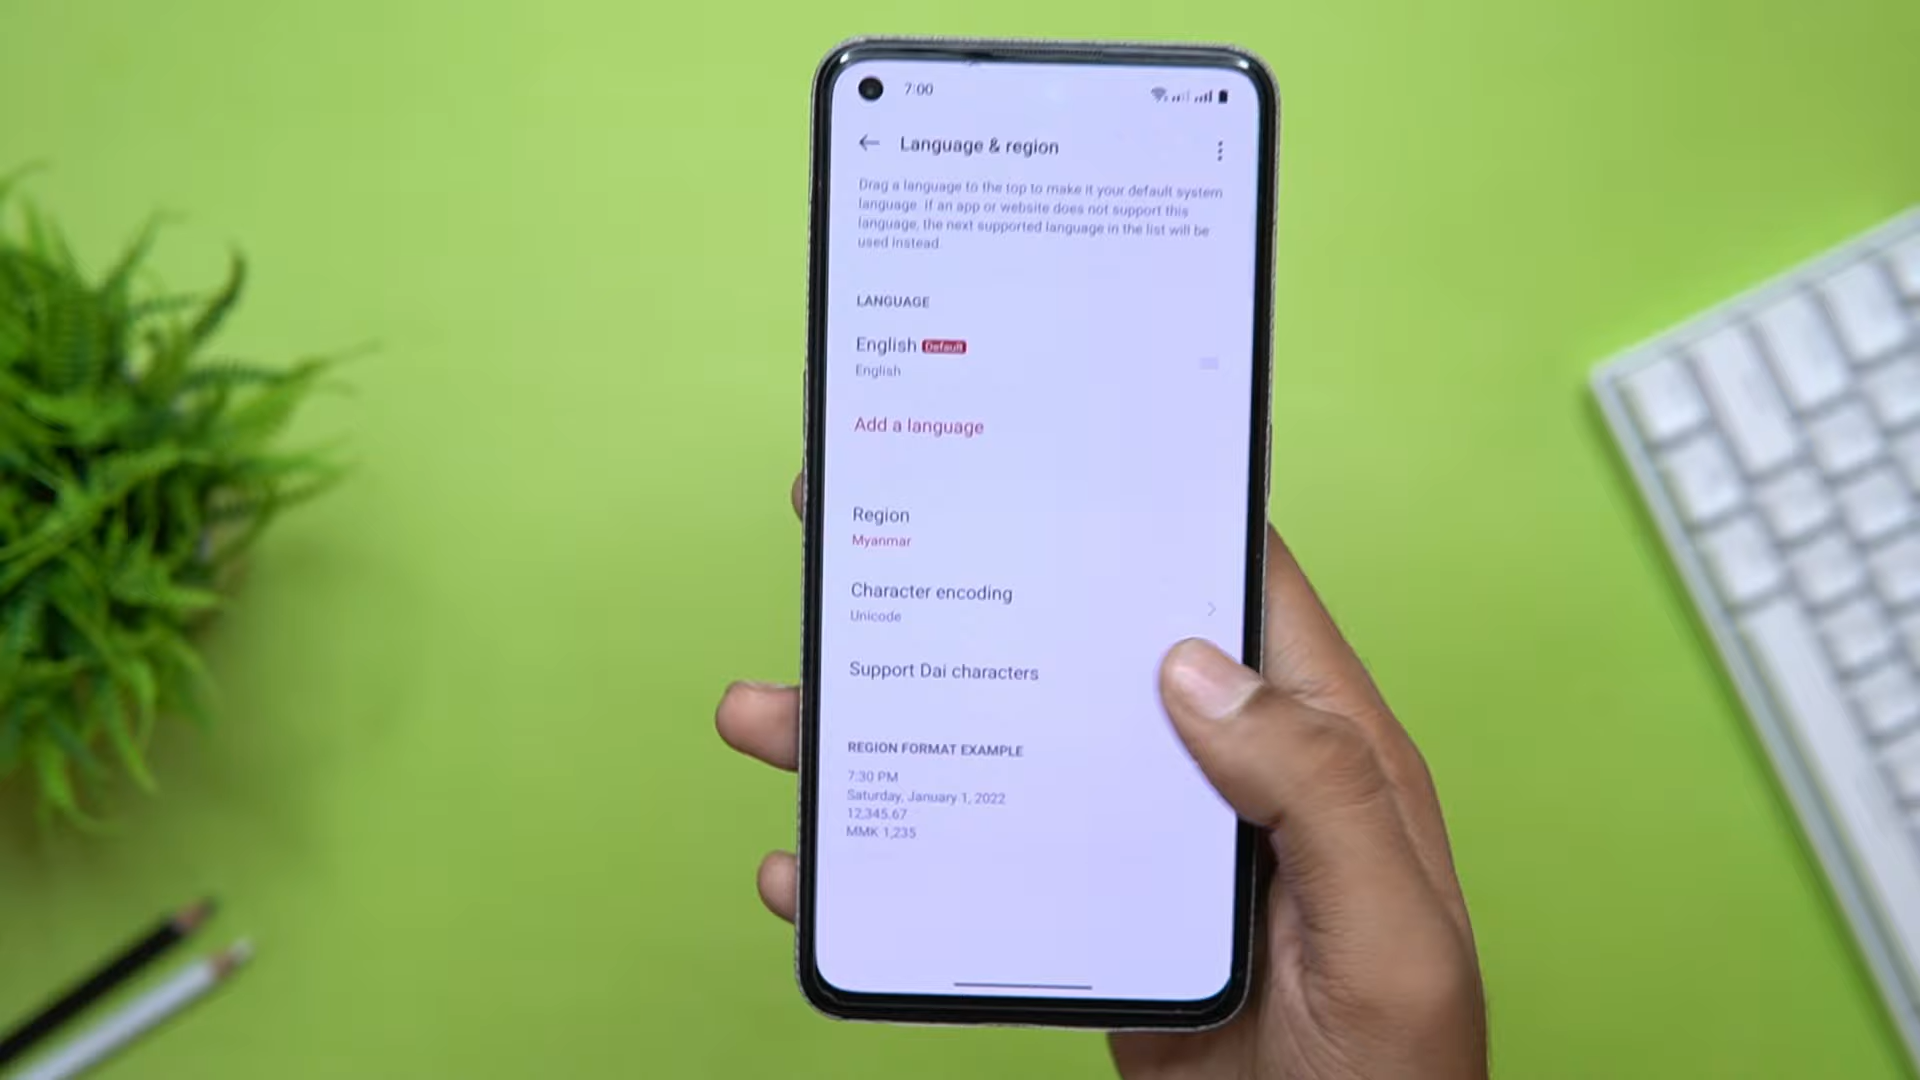 7:00
Language & region
Drag a language to the top to make it your default system
language. If an app or website does not support this
language, the next supported language in the list will be
used instead.
LANGUAGE
English Default
English
Add a language
Region
Myanmar
Character encoding
Unicode
Support Dai characters
REGION FORMAT EXAMPLE
7:30 PM
Saturday, January 1, 2022
12,345.67
MMK 1,235